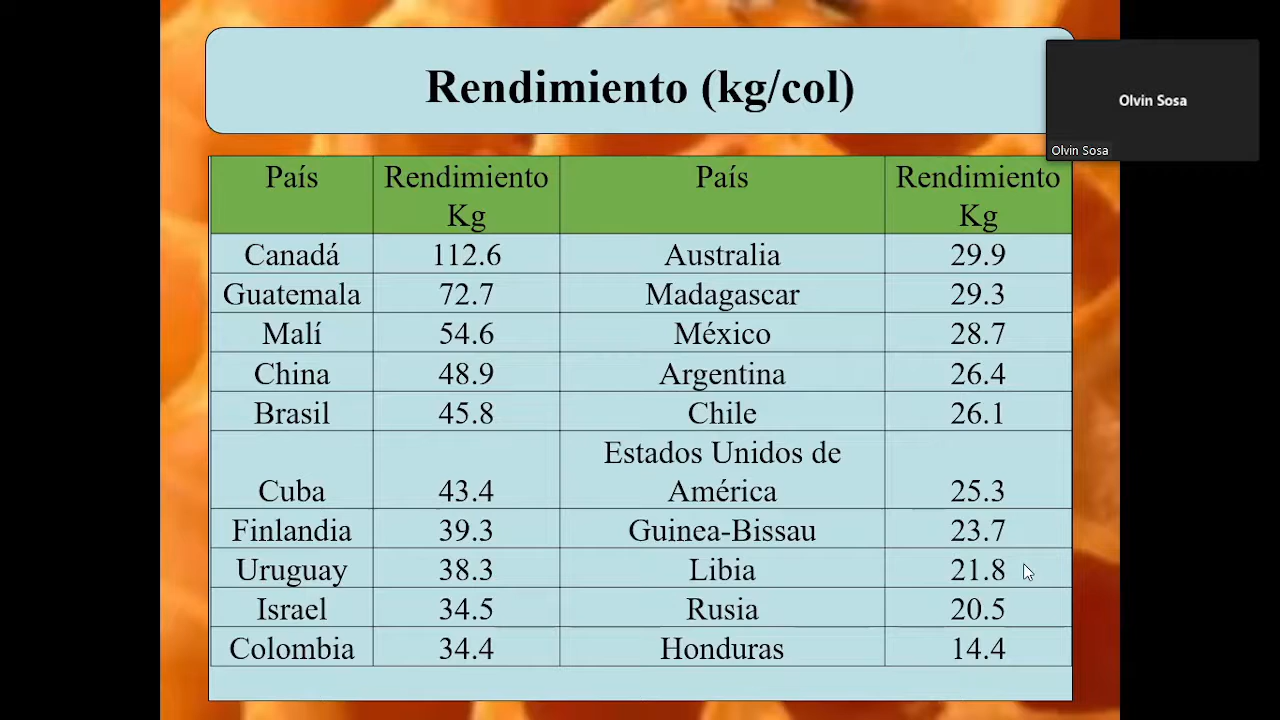 Rendimiento (kg/col)
Olvin Sosa
Olvin Sosa
País Rendimiento Kg País Rendimiento Kg
Canadá 112.6 Australia 29.9
Guatemala 72.7 Madagascar 29.3
Malí 54.6 México 28.7
China 48.9 Argentina 26.4
Brasil 45.8 Chile 26.1
Cuba 43.4 Estados Unidos de América 25.3
Finlandia 39.3 Guinea-Bissau 23.7
Uruguay 38.3 Libia 21.8
Israel 34.5 Rusia 20.5
Colombia 34.4 Honduras 14.4